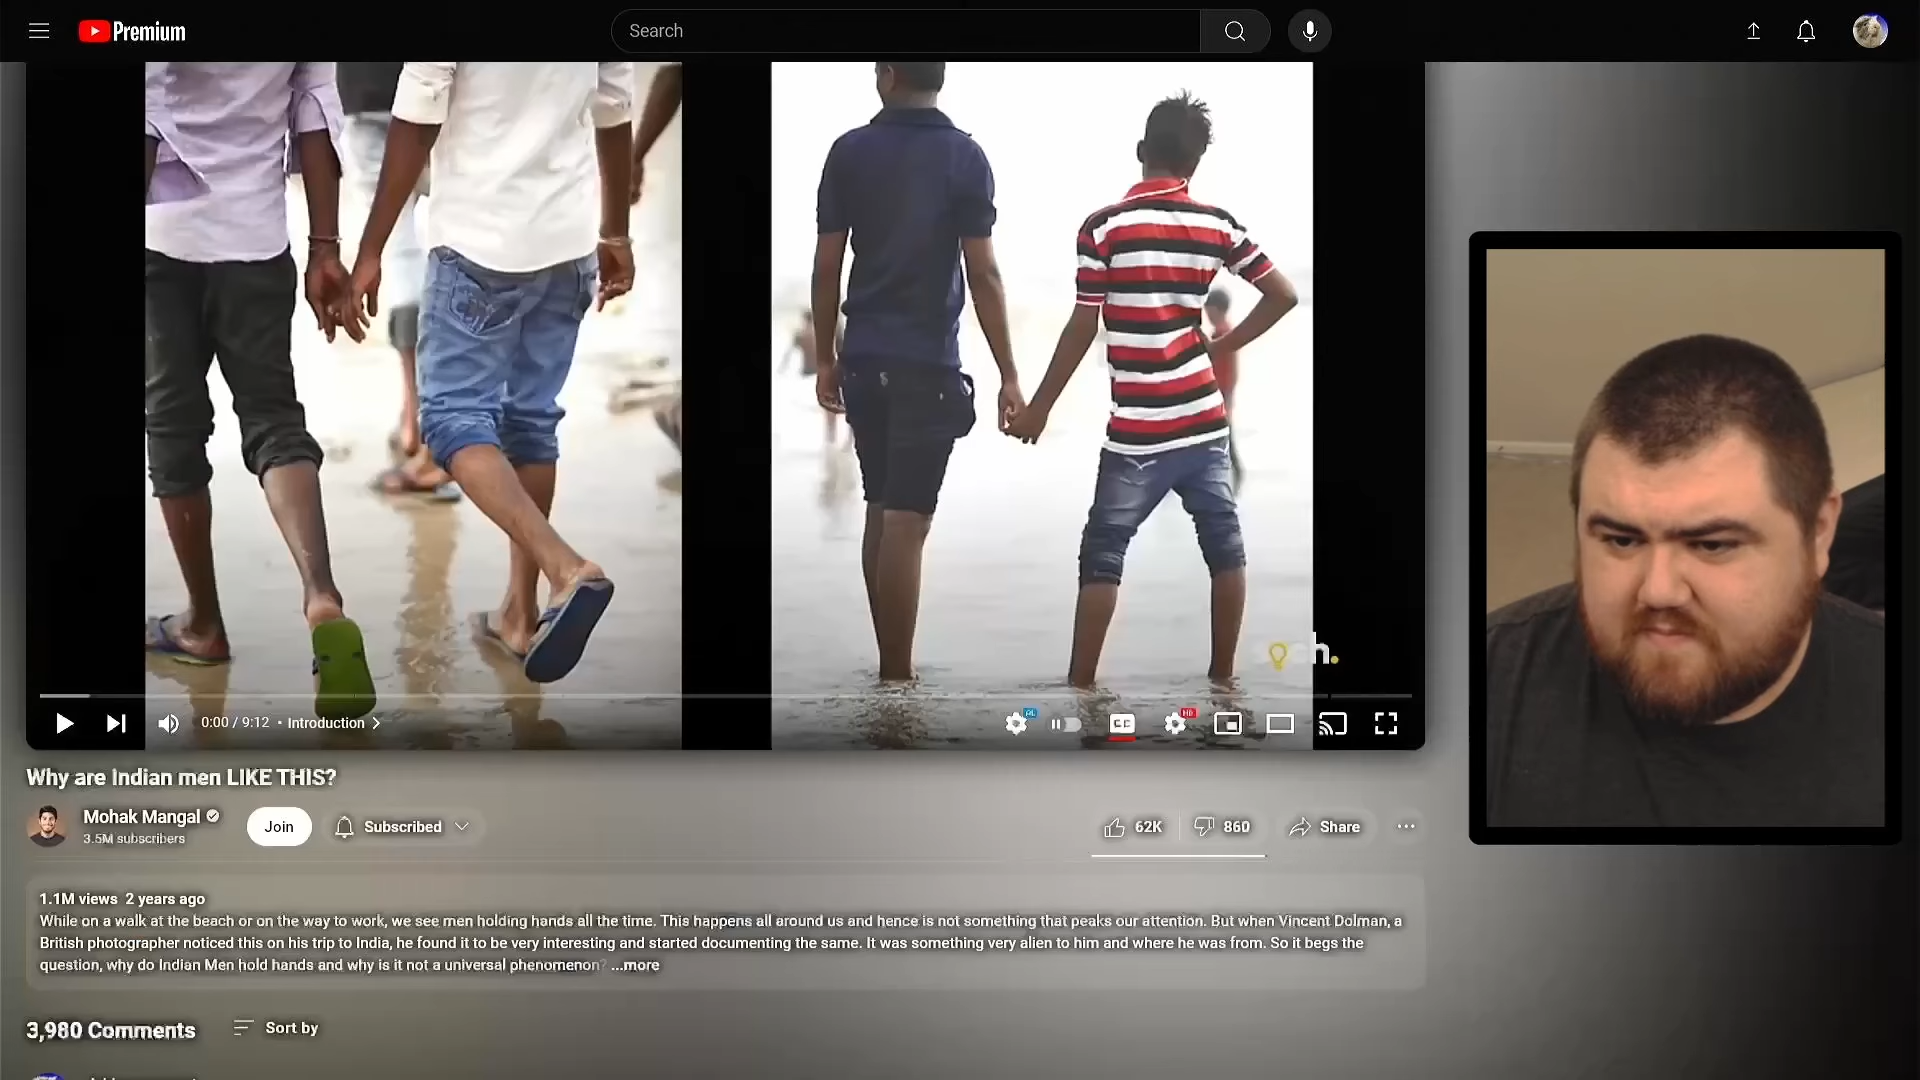 Premium
Search
0:00 / 9:12 • Introduction
CC
HD
Why are Indian men LIKE THIS?
Mohak Mangal
3.5M subscribers
Join
Subscribed
62K
860
Share
1.1M views 2 years ago
While on a walk at the beach or on the way to work, we see men holding hands all the time. This happens all around us and hence is not something that peaks our attention. But when Vincent Dolman, a
British photographer noticed this on his trip to India, he found it to be very interesting and started documenting the same. It was something very alien to him and where he was from. So it begs the
question, why do Indian Men hold hands and why is it not a universal phenomenon? ...more
3,980 Comments
Sort by